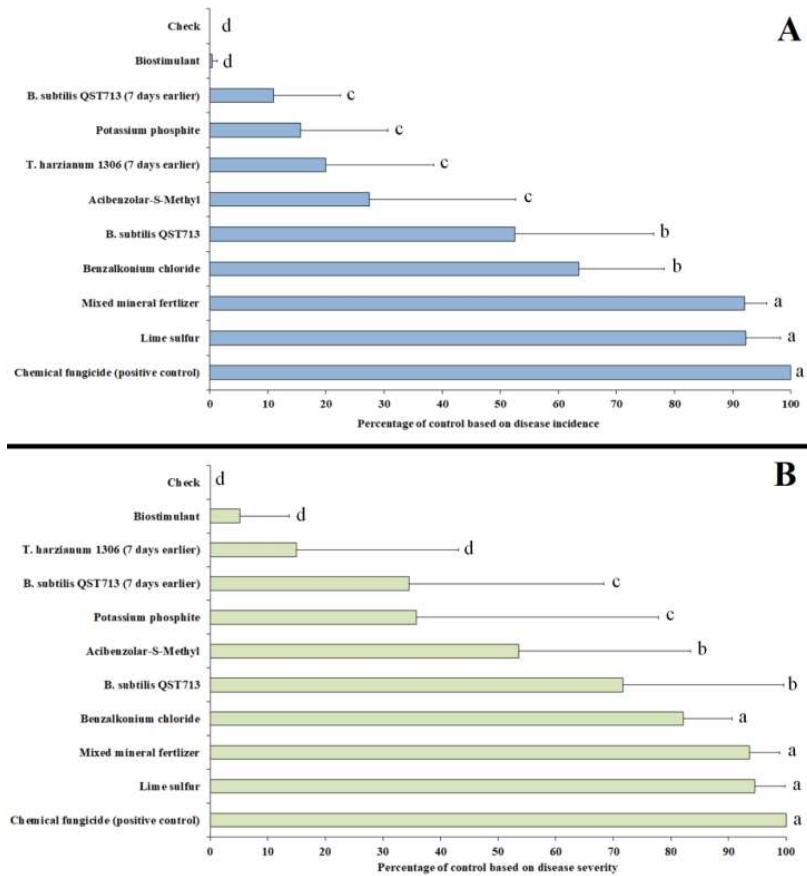 A
Check d
Biostimulant d
B. subtilis QST713 (7 days earlier) c
Potassium phosphite c
T. harzianum 1306 (7 days earlier) c
Acibenzolar-S-Methyl c
B. subtilis QST713 b
Benzalkonium chloride b
Mixed mineral fertlizer a
Lime sulfur a
Chemical fungicide (positive control) a
0 10 20 30 40 50 60 70 80 90 100
Percentage of control based on disease incidence
B
Check d
Biostimulant d
T. harzianum 1306 (7 days earlier) d
B. subtilis QST713 (7 days earlier) c
Potassium phosphite c
Acibenzolar-S-Methyl b
B. subtilis QST713 b
Benzalkonium chloride a
Mixed mineral fertlizer a
Lime sulfur a
Chemical fungicide (positive control) a
0 10 20 30 40 50 60 70 80 90 100
Percentage of control based on disease severity